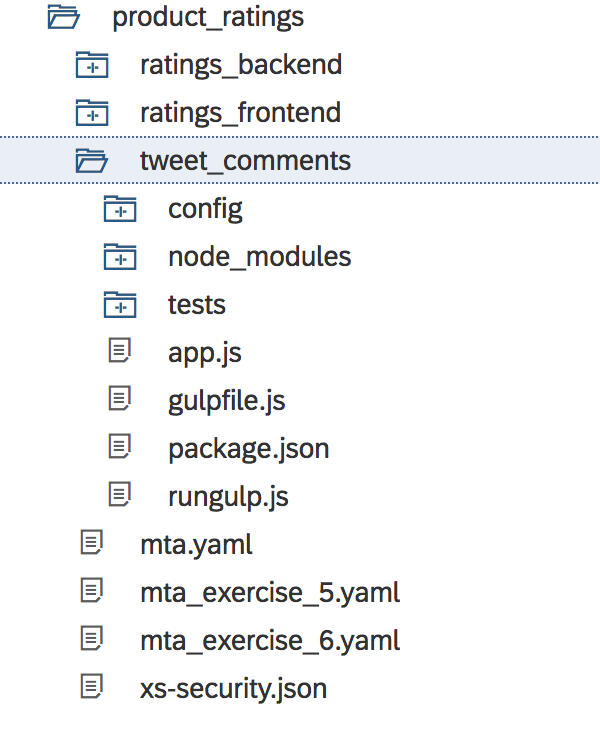 product_ratings
ratings_backend
ratings_frontend
tweet_comments
config
node_modules
tests
app.js
gulpfile.js
package.json
rungulp.js
mta.yaml
mta_exercise_5.yaml
mta_exercise_6.yaml
xs-security.json